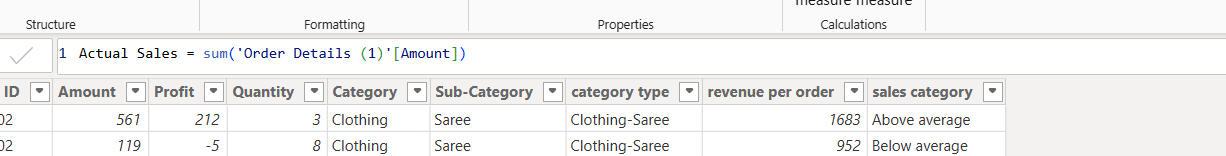 measure measure
Structure Formatting Properties Calculations
1 Actual Sales = sum('Order Details (1)'[Amount])
ID Amount Profit Quantity Category Sub-Category category type revenue per order sales category
02 561 212 3 Clothing Saree Clothing-Saree 1683 Above average
02 119 -5 8 Clothing Saree Clothing-Saree 952 Below average